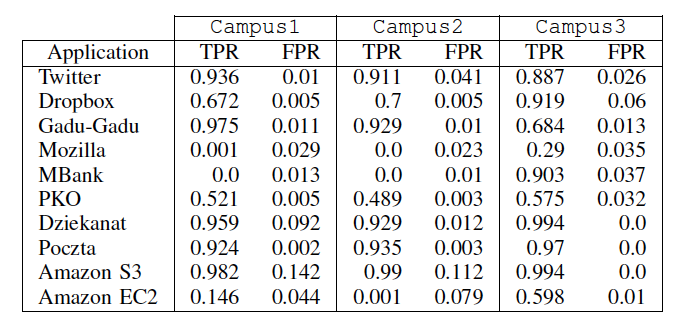 Campus1 Campus2 Campus3
Application TPR FPR TPR FPR TPR FPR
Twitter 0.936 0.01 0.911 0.041 0.887 0.026
Dropbox 0.672 0.005 0.7 0.005 0.919 0.06
Gadu-Gadu 0.975 0.011 0.929 0.01 0.684 0.013
Mozilla 0.001 0.029 0.0 0.023 0.29 0.035
MBank 0.0 0.013 0.0 0.01 0.903 0.037
PKO 0.521 0.005 0.489 0.003 0.575 0.032
Dziekanat 0.959 0.092 0.929 0.012 0.994 0.0
Poczta 0.924 0.002 0.935 0.003 0.97 0.0
Amazon S3 0.982 0.142 0.99 0.112 0.994 0.0
Amazon EC2 0.146 0.044 0.001 0.079 0.598 0.01